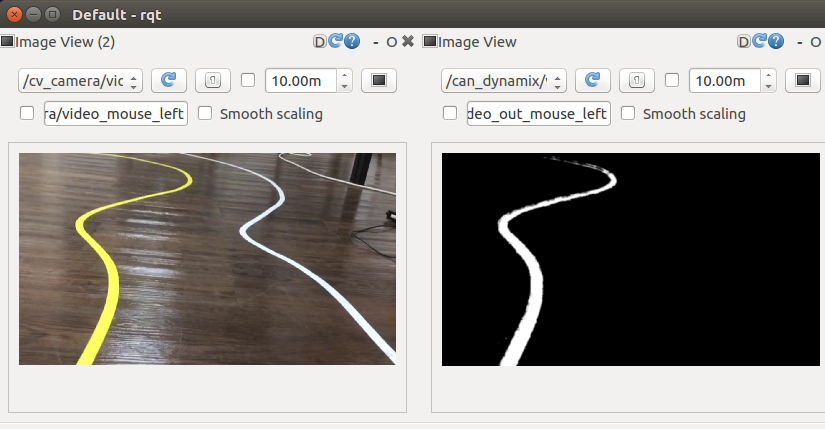 Default - rqt
Image View (2)
D
?
- O
Image View
D
?
- O
/cv_camera/vic
10.00m
/can_dynamix/
10.00m
ra/video_mouse_left
Smooth scaling
deo_out_mouse_left
Smooth scaling